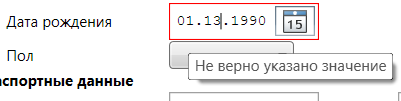 Дата рождения 01.13.1990 15
Пол
Не верно указано значение
аспортные данные